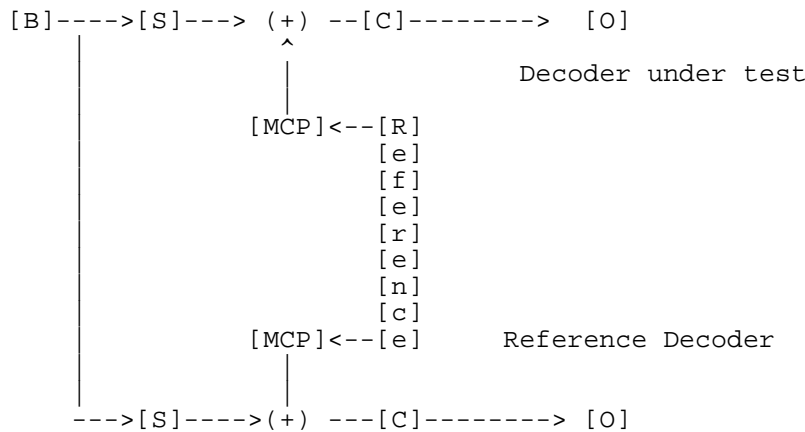 [B]---->[S]---> (+) --[C]--------> [O]
^
Decoder under test
[MCP]<--[R]
[e]
[f]
[e]
[r]
[e]
[n]
[c]
[MCP]<--[e] Reference Decoder
--->[S]---->(+) ---[C]--------> [O]